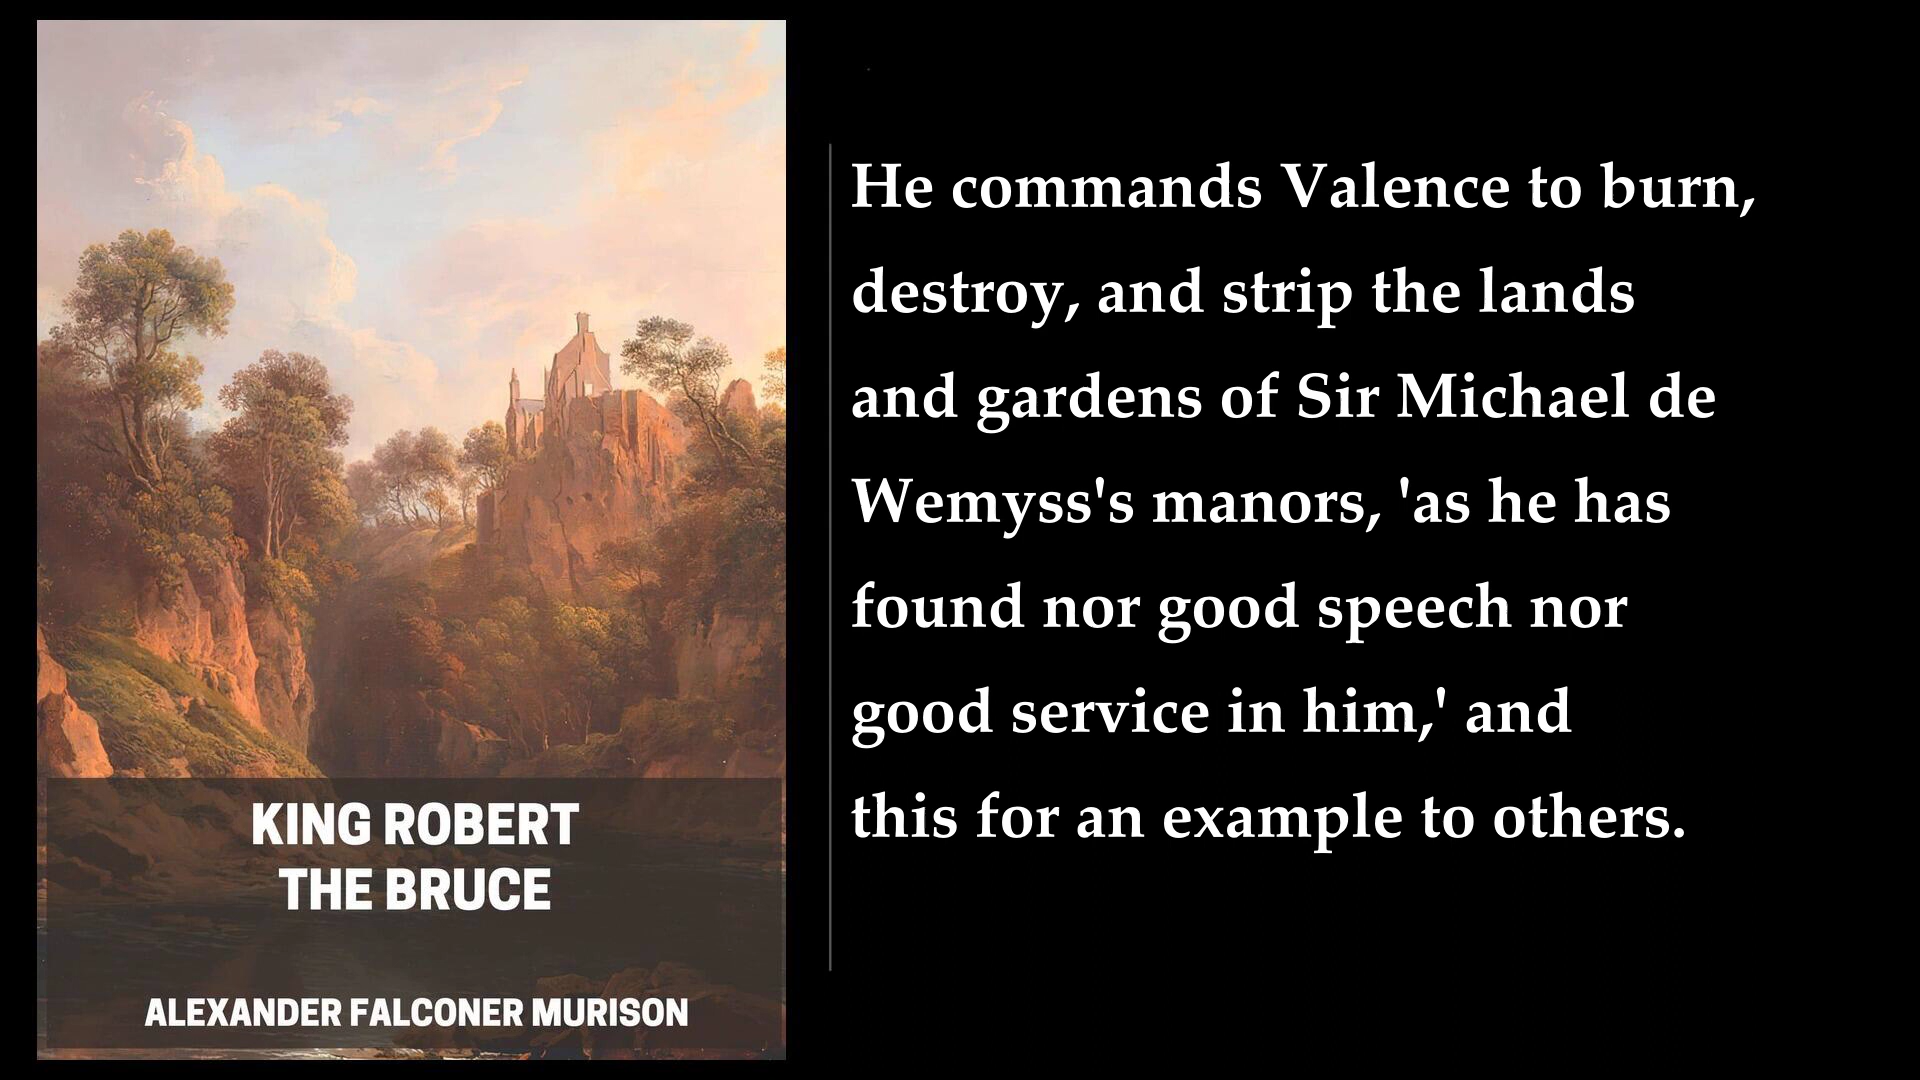 KING ROBERT
THE BRUCE
ALEXANDER FALCONER MURISON
He commands Valence to burn,
destroy, and strip the lands
and gardens of Sir Michael de
Wemyss's manors, 'as he has
found nor good speech nor
good service in him,' and
this for an example to others.